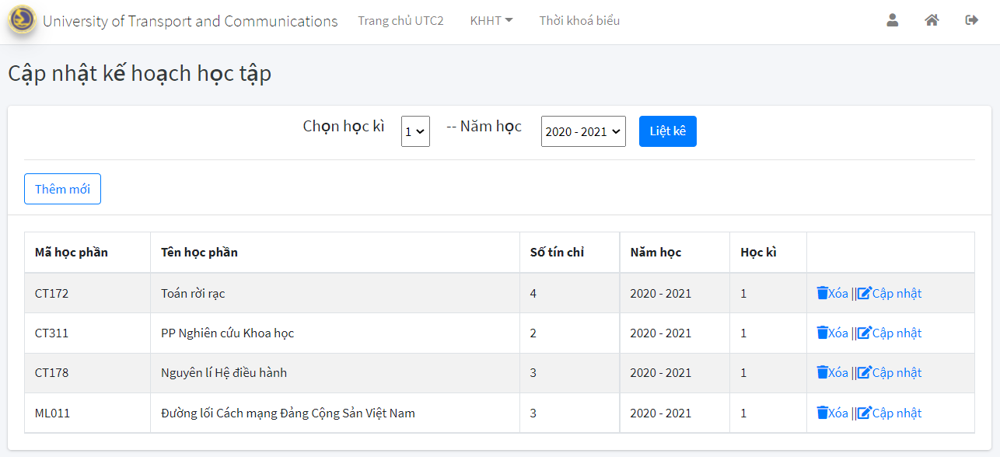 University of Transport and Communications Trang chủ UTC2 KHHT Thời khoá biểu
Cập nhật kế hoạch học tập
Chọn học kì 1 -- Năm học 2020 - 2021 Liệt kê
Thêm mới
Mã học phần Tên học phần Số tín chỉ Năm học Học kì
CT172 Toán rời rạc 4 2020 - 2021 1 Xóa || Cập nhật
CT311 PP Nghiên cứu Khoa học 2 2020 - 2021 1 Xóa || Cập nhật
CT178 Nguyên lí Hệ điều hành 3 2020 - 2021 1 Xóa || Cập nhật
ML011 Đường lối Cách mạng Đảng Cộng Sản Việt Nam 3 2020 - 2021 1 Xóa || Cập nhật